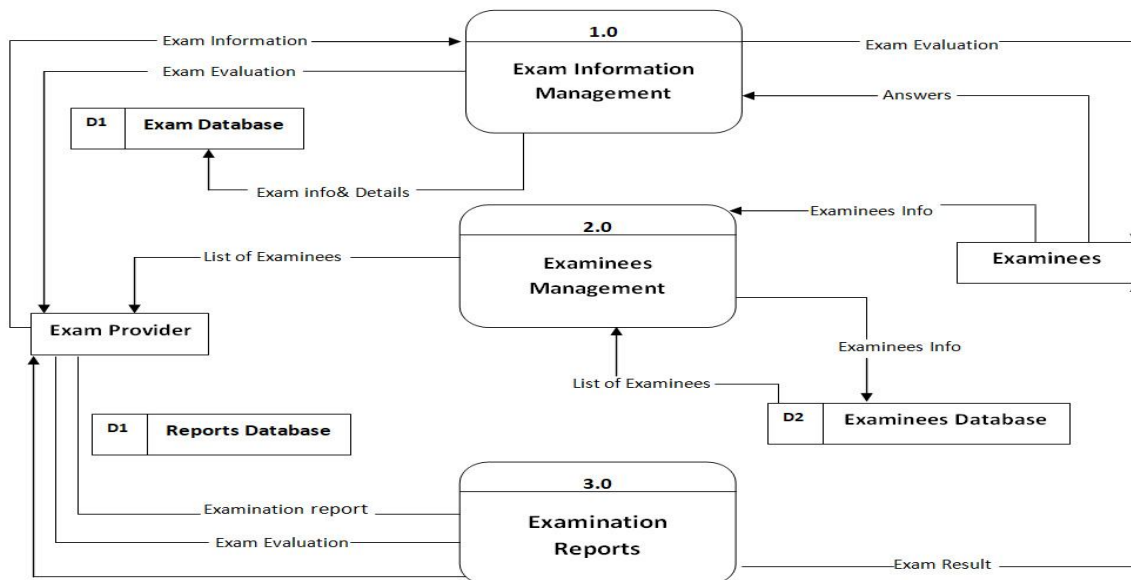 1.0
Exam Information
Exam Evaluation
Exam Evaluation
Exam Information
Management
Answers
D1 Exam Database
Exam info& Details
Examinees Info
2.0
List of Examinees
Examinees
Management
Examinees
Exam Provider
Examinees Info
List of Examinees
D2 Examinees Database
D1 Reports Database
3.0
Examination report
Examination
Reports
Exam Evaluation
Exam Result